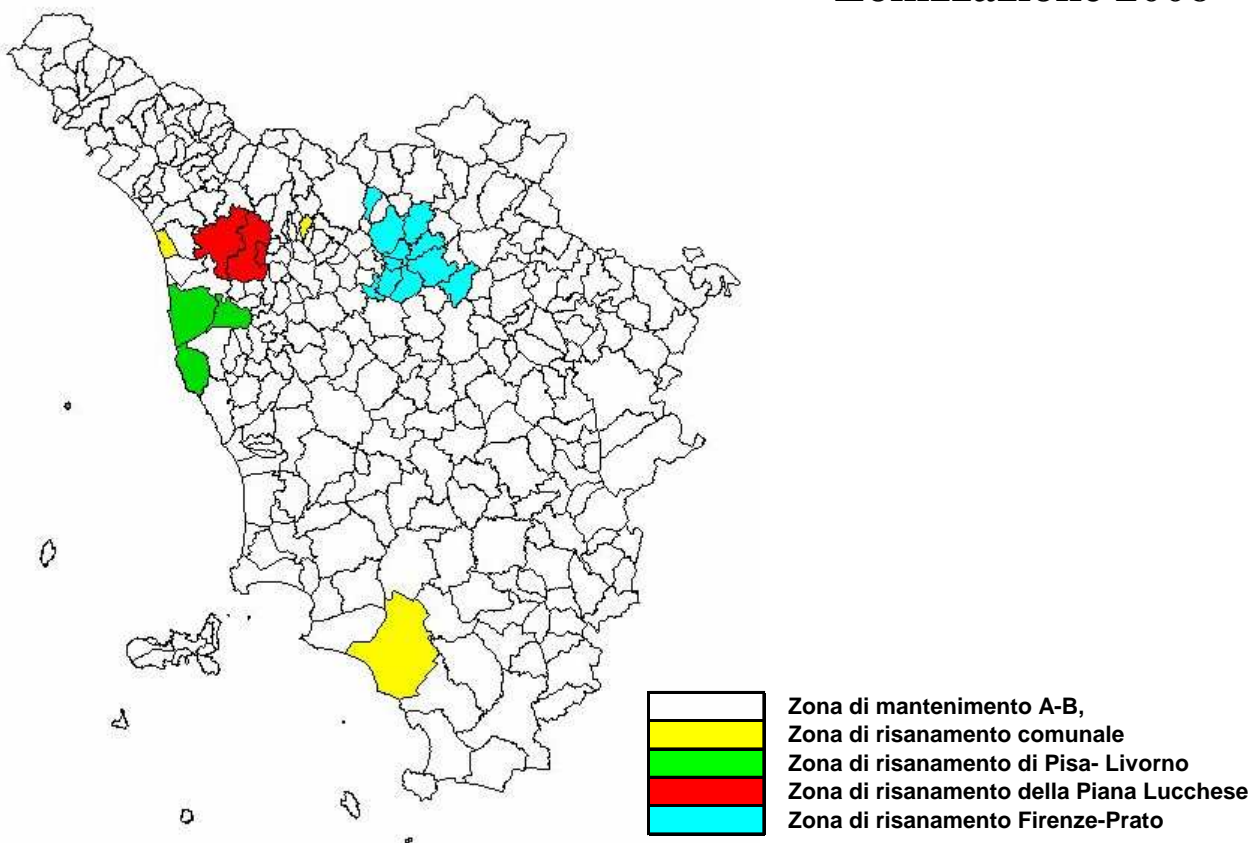 Zona di mantenimento A-B,
Zona di risanamento comunale
Zona di risanamento di Pisa- Livorno
Zona di risanamento della Piana Lucchese
Zona di risanamento Firenze-Prato